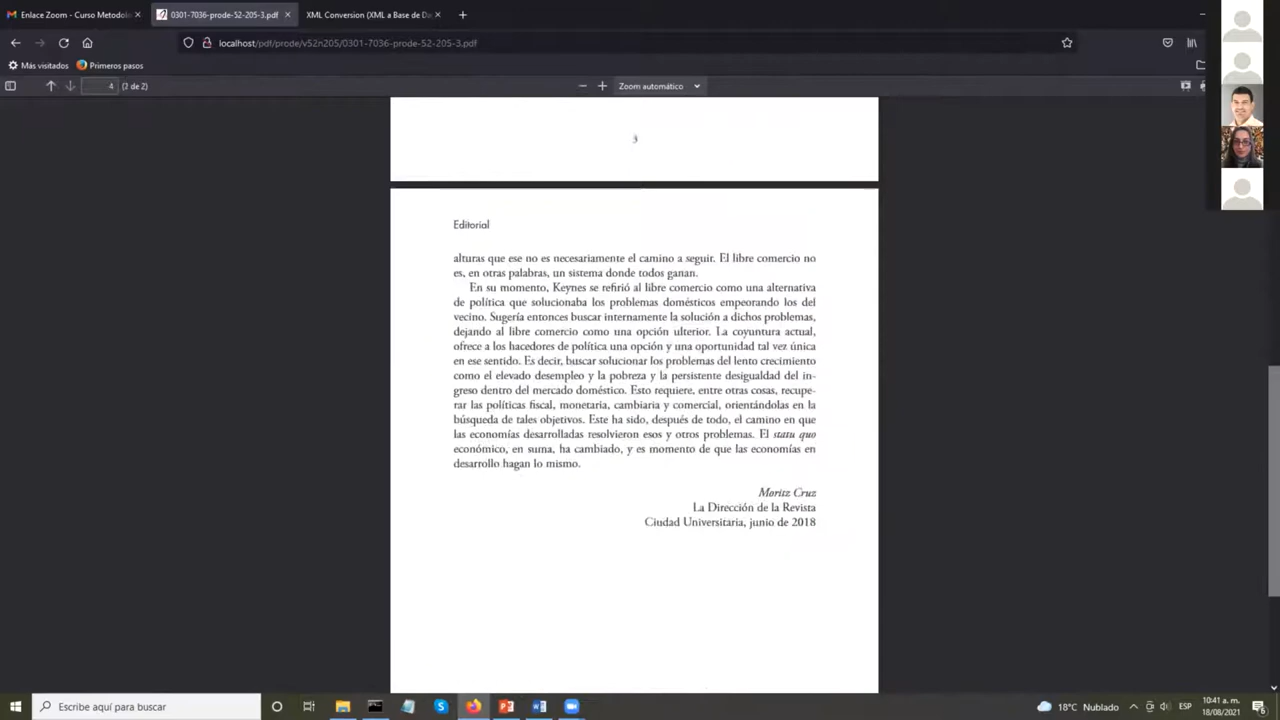 Enlace Zoom - Curso Metodolo
0301-7036-prode-52-205-3.pdf
XML Conversion (XML a Base de Da
localhost/pdf/prode/v52n205/0301-7036-prode-52-205-3.pdf
Más visitados
Primeros pasos
4
(2 de 2)
Zoom automático
3
Editorial
alturas que ese no es necesariamente el camino a seguir. El libre comercio no
es, en otras palabras, un sistema donde todos ganan.
En su momento, Keynes se refirió al libre comercio como una alternativa
de política que solucionaba los problemas domésticos empeorando los del
vecino. Sugería entonces buscar internamente la solución a dichos problemas,
dejando al libre comercio como una opción ulterior. La coyuntura actual,
ofrece a los hacedores de política una opción y una oportunidad tal vez única
en ese sentido. Es decir, buscar solucionar los problemas del lento crecimiento
como el elevado desempleo y la pobreza y la persistente desigualdad del in-
greso dentro del mercado doméstico. Esto requiere, entre otras cosas, recupe-
rar las políticas fiscal, monetaria, cambiaria y comercial, orientándolas en la
búsqueda de tales objetivos. Este ha sido, después de todo, el camino en que
las economías desarrolladas resolvieron esos y otros problemas. El statu quo
económico, en suma, ha cambiado, y es momento de que las economías en
desarrollo hagan lo mismo.
Moritz Cruz
La Dirección de la Revista
Ciudad Universitaria, junio de 2018
Escribe aquí para buscar
18°C Nublado
ESP
10:41 a. m.
18/08/2021